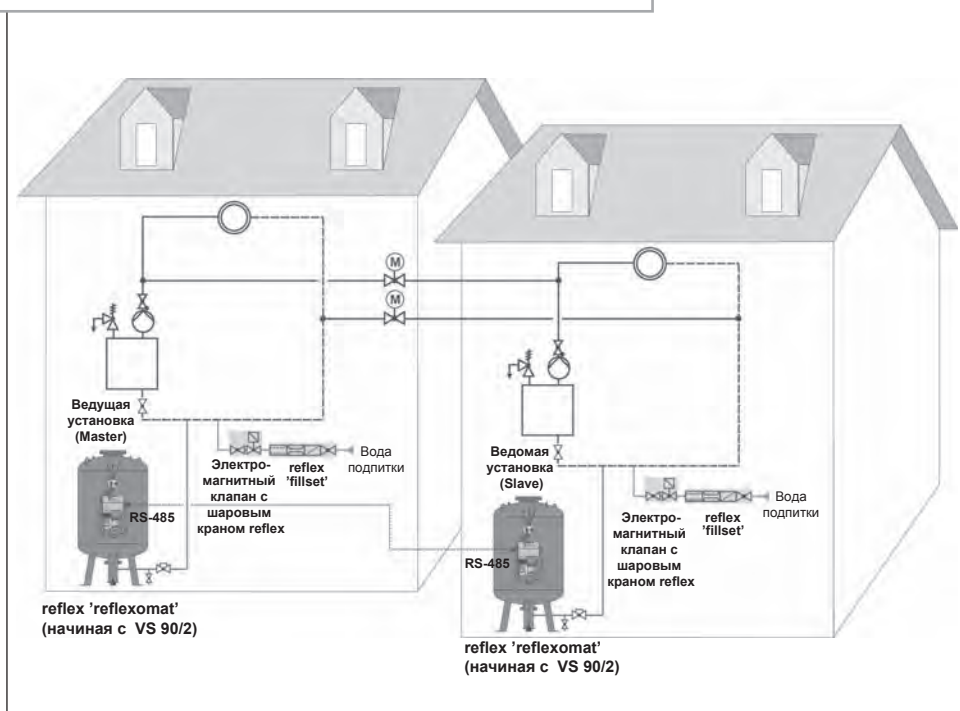 M
M
Ведущая
установка
(Master)
Электро-
магнитный
клапан с
шаровым
краном reflex
reflex
'fillset'
Вода
подпитки
RS-485
reflex ’reflexomat’
(начиная с VS 90/2)
Ведомая
установка
(Slave)
Электро-
магнитный
клапан с
шаровым
краном reflex
reflex
'fillset'
Вода
подпитки
RS-485
reflex ’reflexomat’
(начиная с VS 90/2)